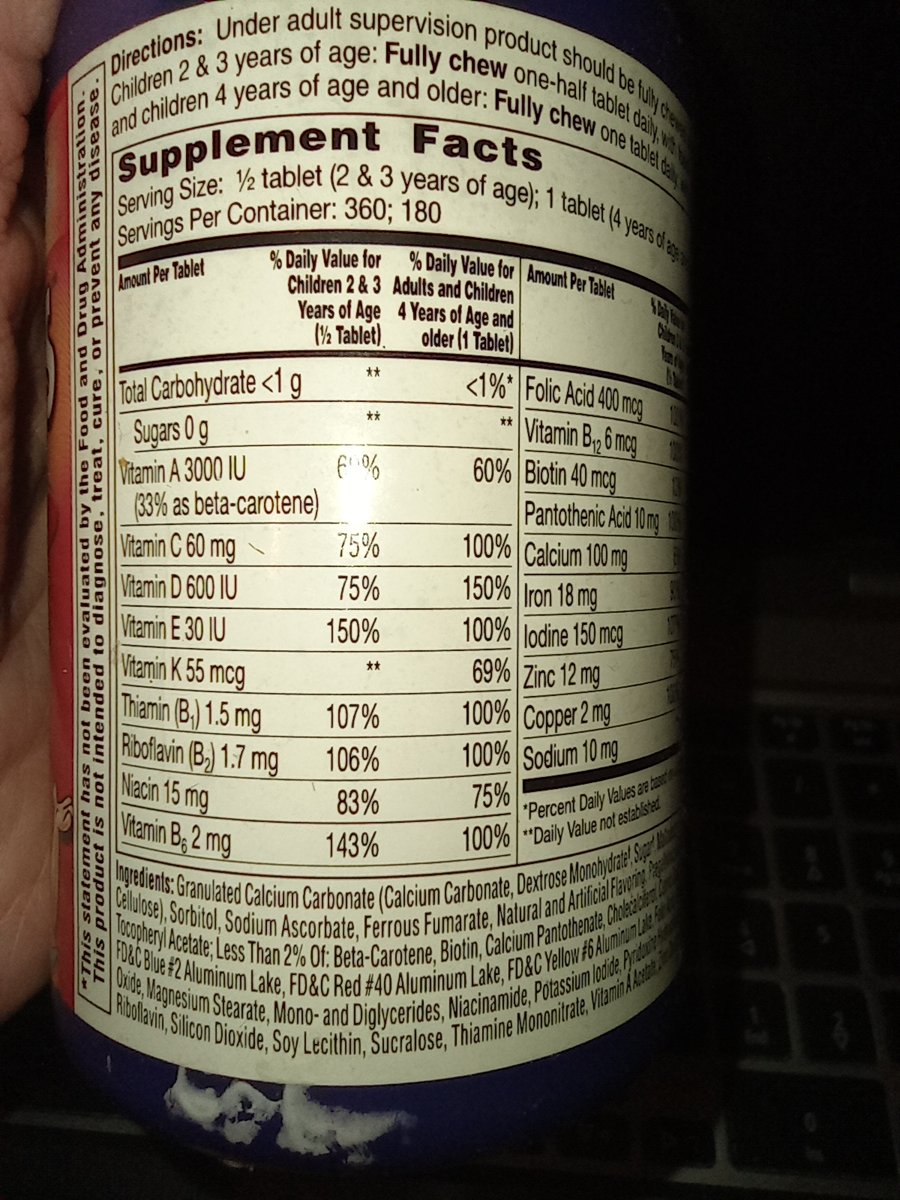 *This statement has not been evaluated by the Food and Drug Administration.
This product is not intended to diagnose, treat, cure, or prevent any disease.
Directions: Under adult supervision product should be fully
Children 2 & 3 years of age: Fully chew one-half tablet daily, with
and children 4 years of age and older: Fully chew one tablet daily
Supplement Facts
Serving Size: ½ tablet (2 & 3 years of age); 1 tablet (4 years of age
Servings Per Container: 360; 180
Amount Per Tablet
% Daily Value for
Children 2 & 3
Years of Age
(½ Tablet)
% Daily Value for
Adults and Children
4 Years of Age and
older (1 Tablet)
Total Carbohydrate <1 g ** <1%*
Sugars 0 g ** **
Vitamin A 3000 IU 60%
(33% as beta-carotene)
Vitamin C 60 mg 75% 100%
Vitamin D 600 IU 75% 150%
Vitamin E 30 IU 150% 100%
Vitamin K 55 mcg ** 69%
Thiamin (B₁) 1.5 mg 107% 100%
Riboflavin (B₂) 1.7 mg 106% 100%
Niacin 15 mg 83% 75%
Vitamin B₆ 2 mg 143% 100%
Amount Per Tablet
Folic Acid 400 mcg
Vitamin B₁₂ 6 mcg
Biotin 40 mcg
Pantothenic Acid 10 mg
Calcium 100 mg
Iron 18 mg
Iodine 150 mcg
Zinc 12 mg
Copper 2 mg
Sodium 10 mg
*Percent Daily Values are based
**Daily Value not established.
Ingredients: Granulated Calcium Carbonate (Calcium Carbonate, Dextrose Monohydrate†, Sugar†,
Cellulose), Sorbitol, Sodium Ascorbate, Ferrous Fumarate, Natural and Artificial Flavoring,
Tocopheryl Acetate; Less Than 2% Of: Beta-Carotene, Biotin, Calcium Pantothenate, Cholecalciferol,
FD&C Blue #2 Aluminum Lake, FD&C Red #40 Aluminum Lake, FD&C Yellow #6 Aluminum Lake,
Oxide, Magnesium Stearate, Mono- and Diglycerides, Niacinamide, Potassium Iodide, Pyridoxine
Riboflavin, Silicon Dioxide, Soy Lecithin, Sucralose, Thiamine Mononitrate, Vitamin A Acetate,